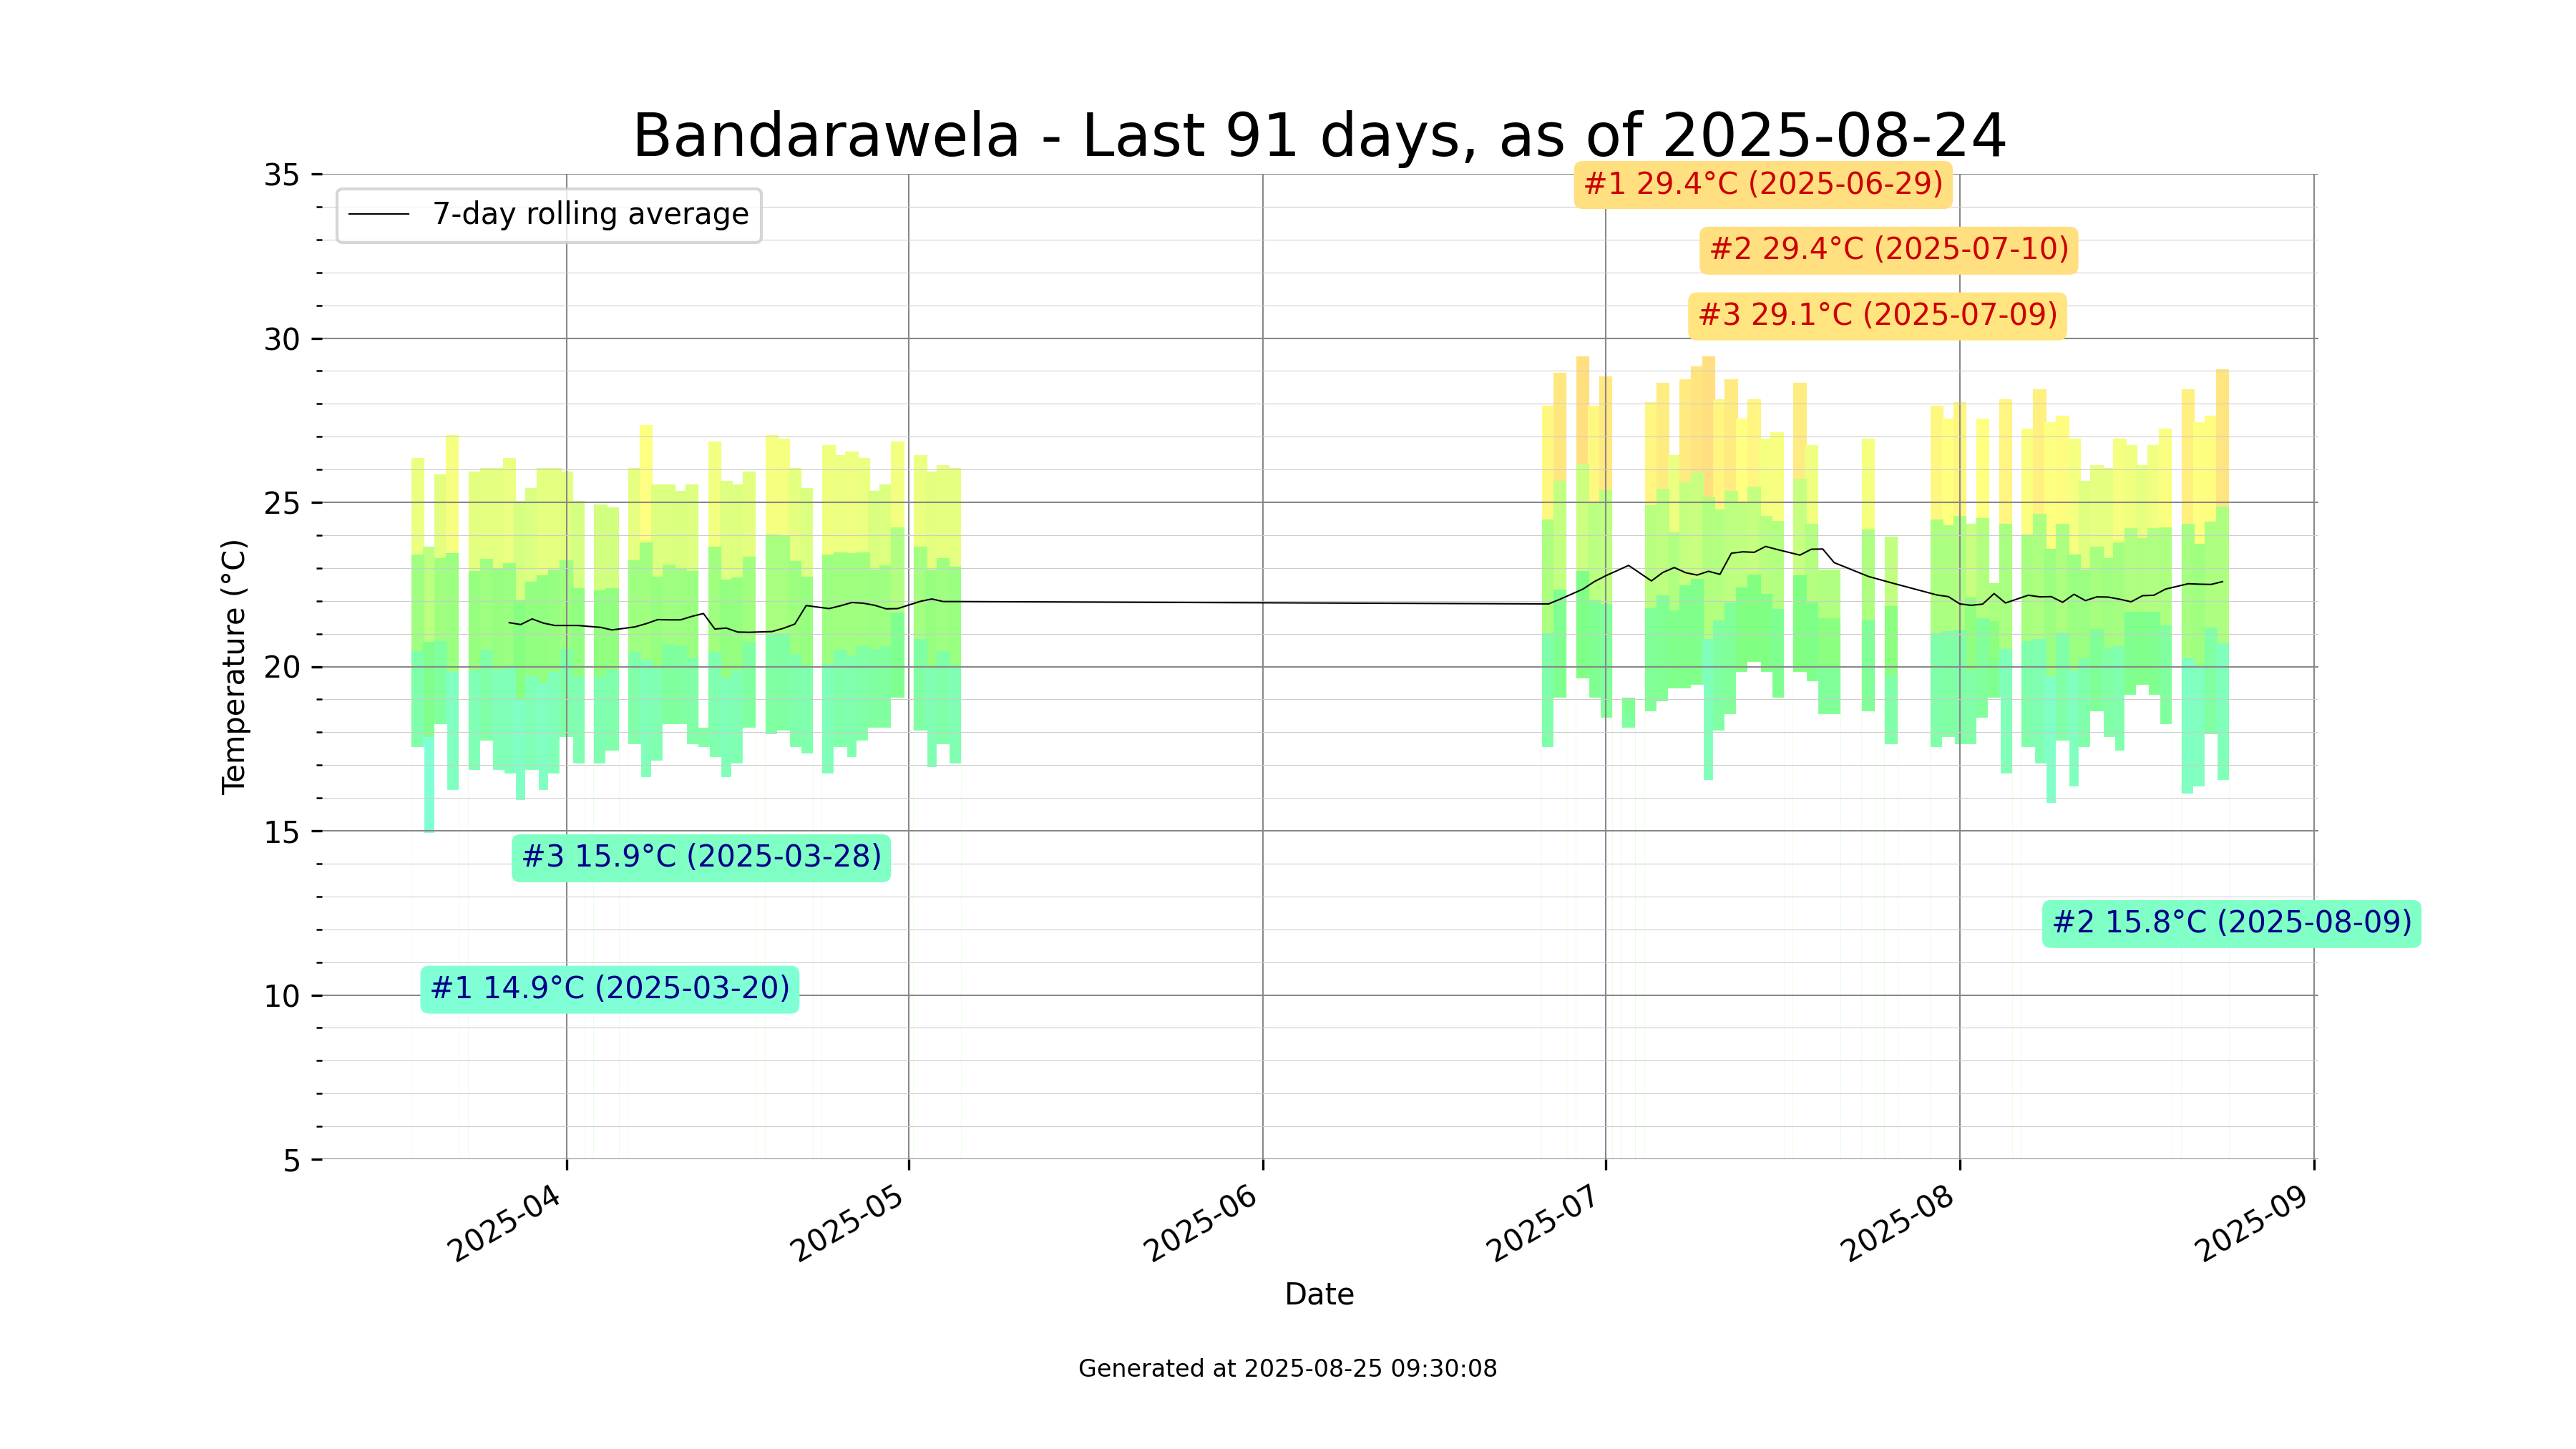 Bandarawela - Last 91 days, as of 2025-08-24
7-day rolling average
#1 29.4°C (2025-06-29)
#2 29.4°C (2025-07-10)
#3 29.1°C (2025-07-09)
#3 15.9°C (2025-03-28)
#2 15.8°C (2025-08-09)
#1 14.9°C (2025-03-20)
Temperature (°C)
35
30
25
20
15
10
5
2025-04
2025-05
2025-06
2025-07
2025-08
2025-09
Date
Generated at 2025-08-25 09:30:08